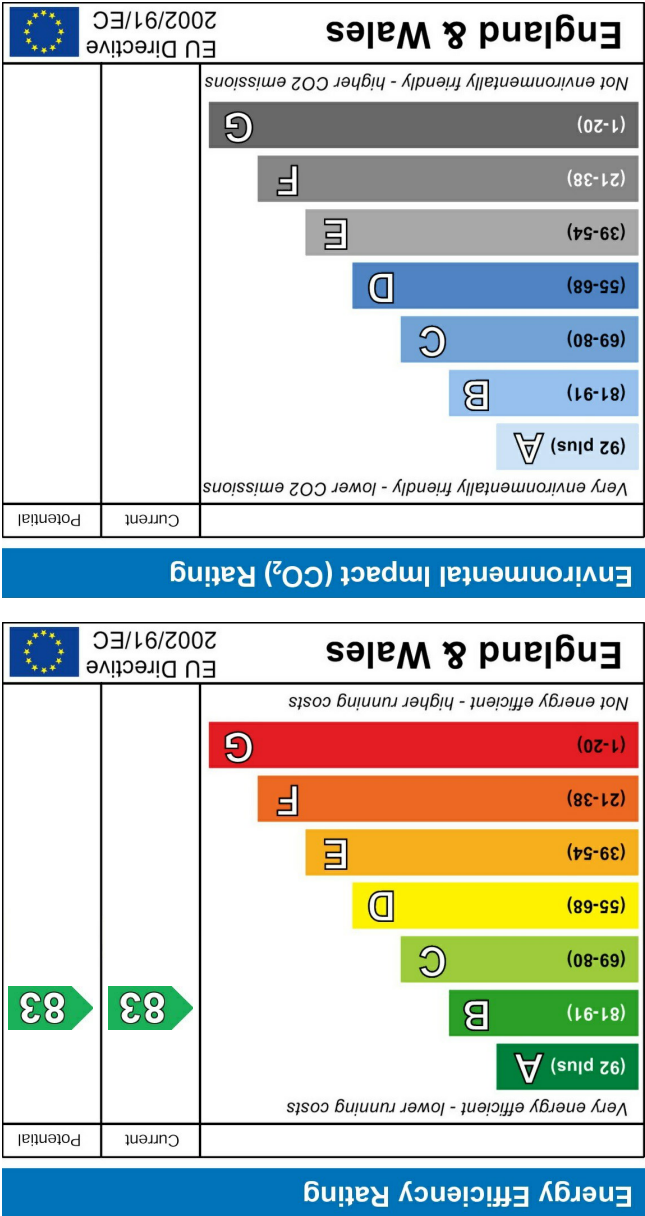 Energy Efficiency Rating
Current Potential
Very energy efficient - lower running costs
(92 plus) A
(81-91) B
83 83
(69-80) C
(55-68) D
(39-54) E
(21-38) F
(1-20) G
Not energy efficient - higher running costs
England & Wales
EU Directive
2002/91/EC
Environmental Impact (CO₂) Rating
Current Potential
Very environmentally friendly - lower CO2 emissions
(92 plus) A
(81-91) B
(69-80) C
(55-68) D
(39-54) E
(21-38) F
(1-20) G
Not environmentally friendly - higher CO2 emissions
England & Wales
EU Directive
2002/91/EC